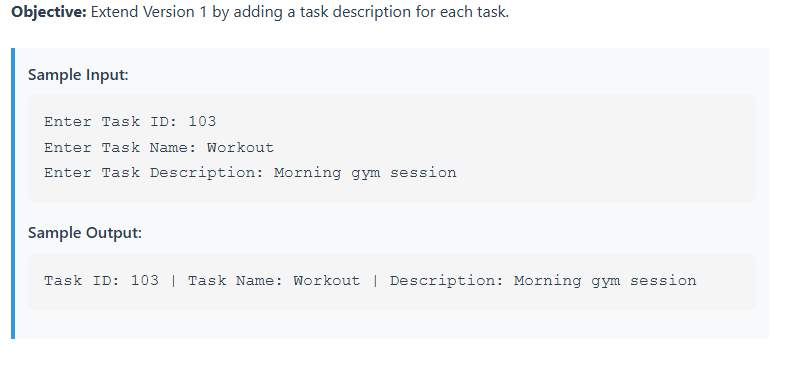 Objective: Extend Version 1 by adding a task description for each task.
Sample Input:
Enter Task ID: 103
Enter Task Name: Workout
Enter Task Description: Morning gym session
Sample Output:
Task ID: 103 | Task Name: Workout | Description: Morning gym session